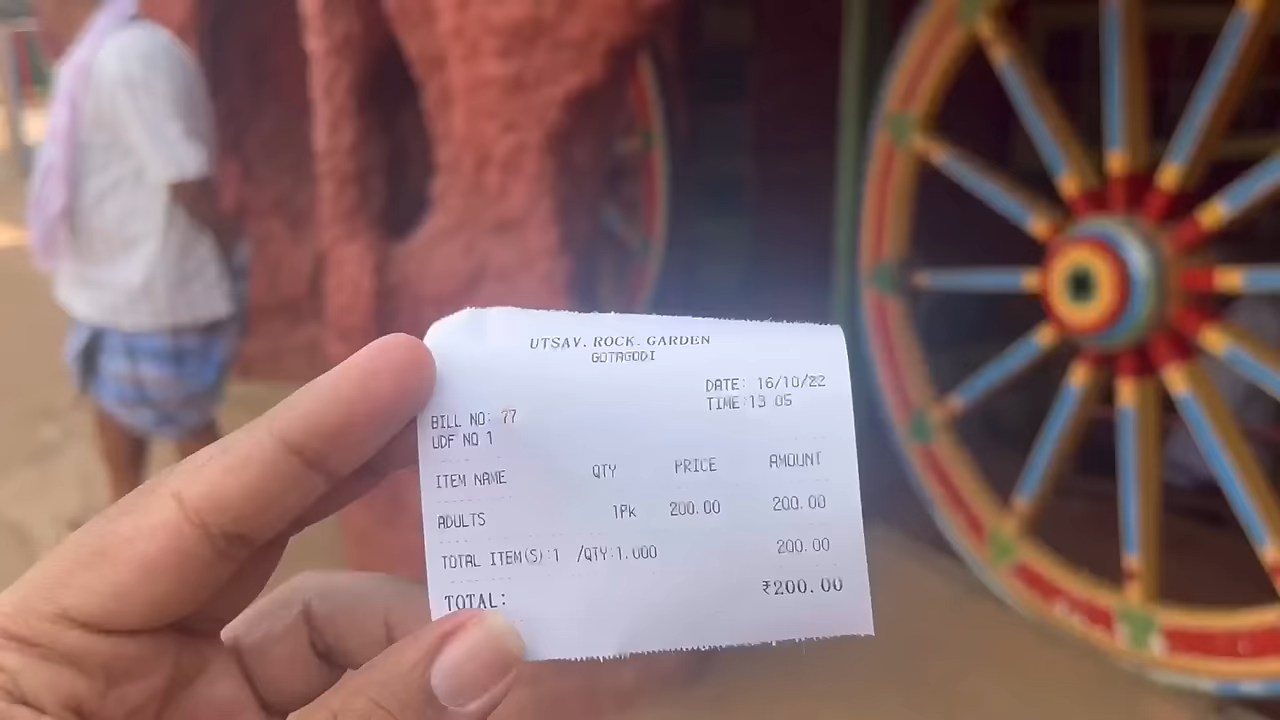 UTSAV. ROCK. GARDEN
GOTAGODI
DATE: 16/10/22
TIME:13 05
BILL NO: 77
UDF NO 1
ITEM NAME QTY PRICE AMOUNT
ADULTS 1Pk 200.00 200.00
TOTAL ITEM(S):1 /QTY:1.000 200.00
TOTAL: ₹200.00